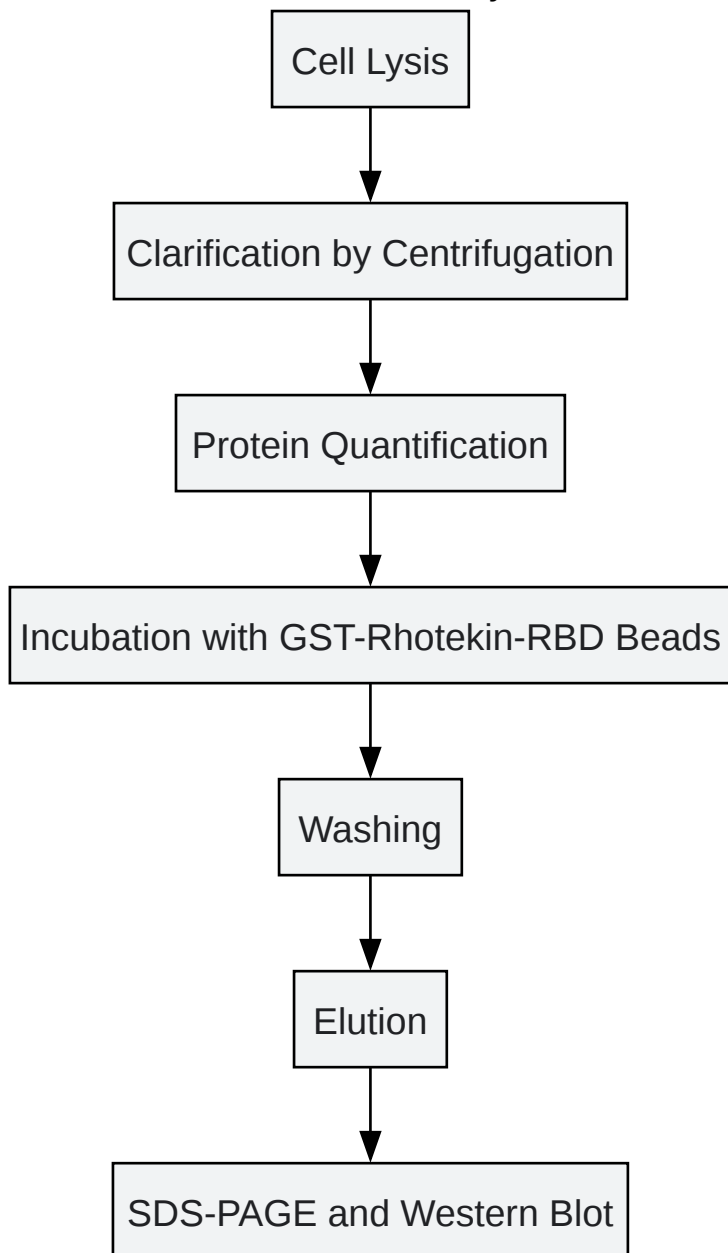 Cell Lysis
Clarification by Centrifugation
Protein Quantification
Incubation with GST-Rhotekin-RBD Beads
Washing
Elution
SDS-PAGE and Western Blot